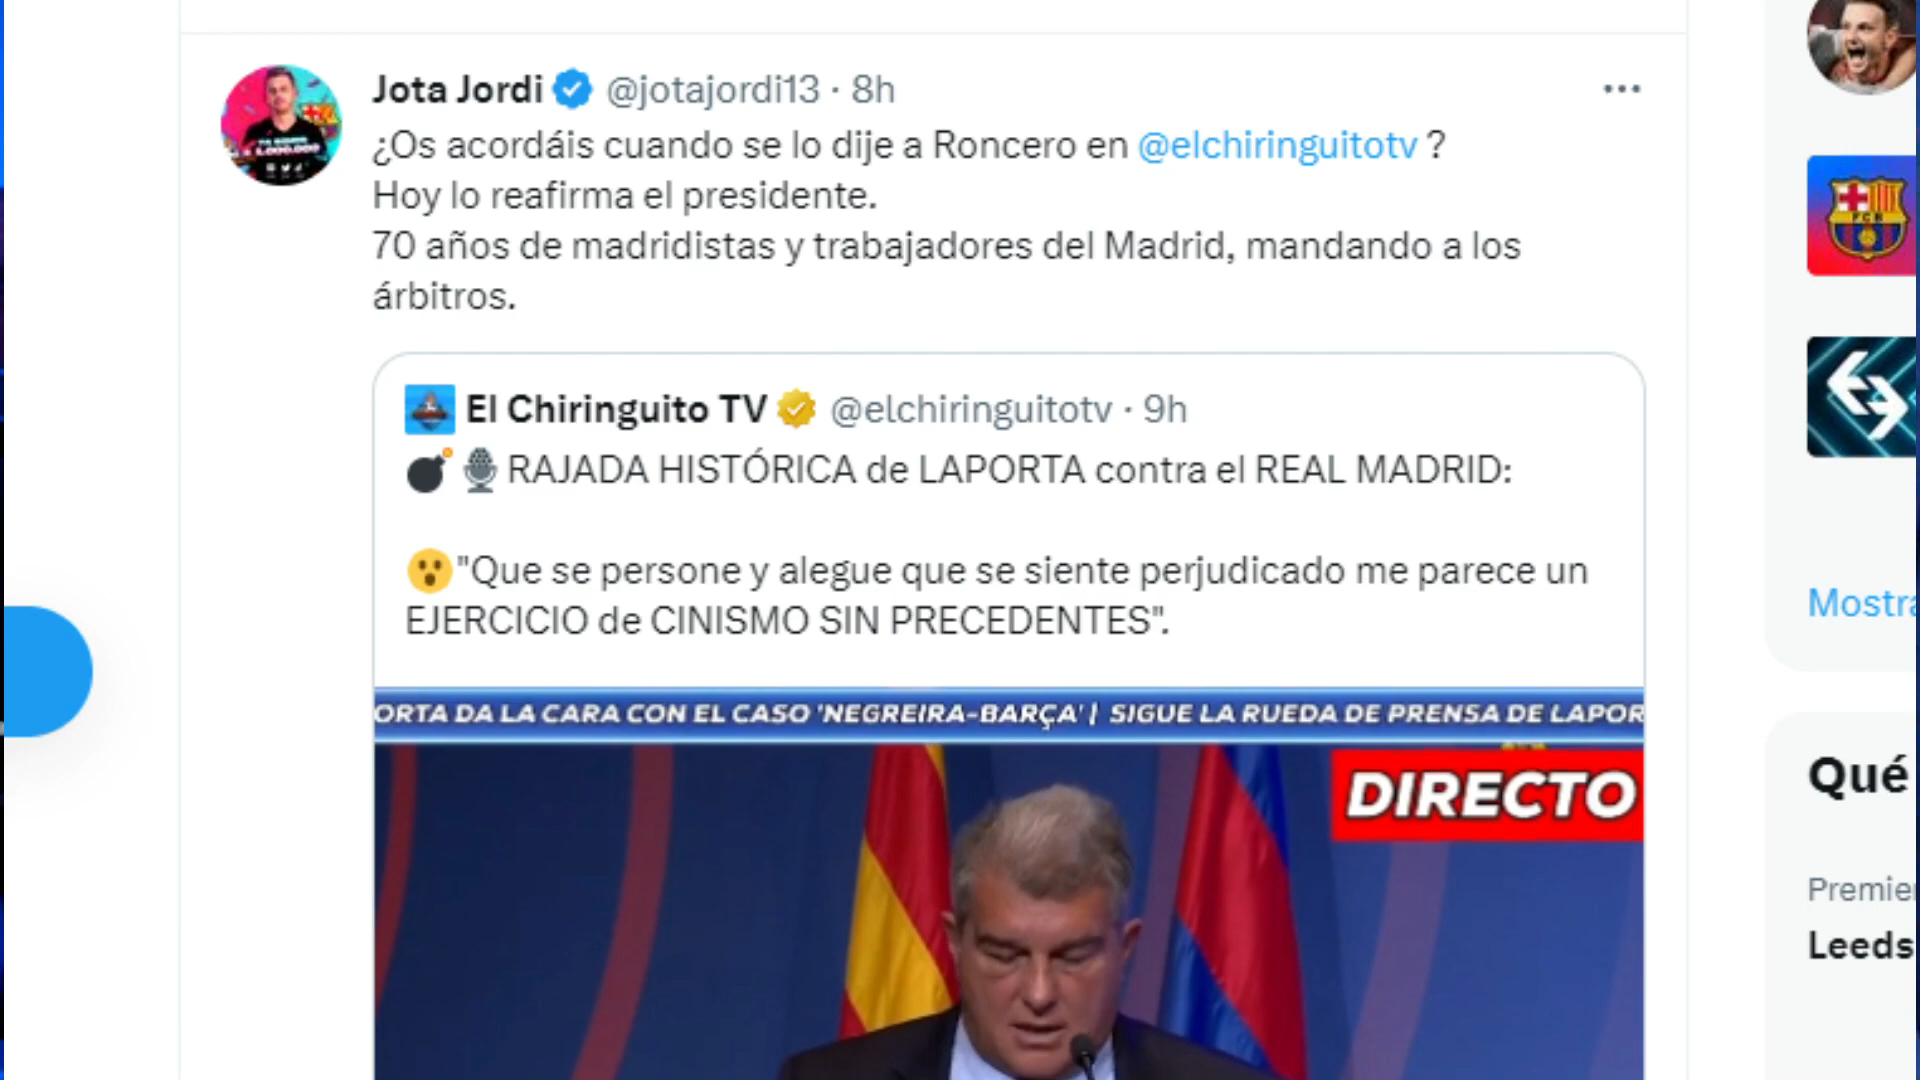 Jota Jordi @jotajordi13 · 8h
¿Os acordáis cuando se lo dije a Roncero en @elchiringuitotv ?
Hoy lo reafirma el presidente.
70 años de madridistas y trabajadores del Madrid, mandando a los
árbitros.
El Chiringuito TV @elchiringuitotv · 9h
RAJADA HISTÓRICA de LAPORTA contra el REAL MADRID:
"Que se persone y alegue que se siente perjudicado me parece un
EJERCICIO de CINISMO SIN PRECEDENTES".
ORTA DA LA CARA CON EL CASO 'NEGREIRA-BARÇA' | SIGUE LA RUEDA DE PRENSA DE LAPOR
DIRECTO
FCB
Mostra
Qué
Premier
Leeds